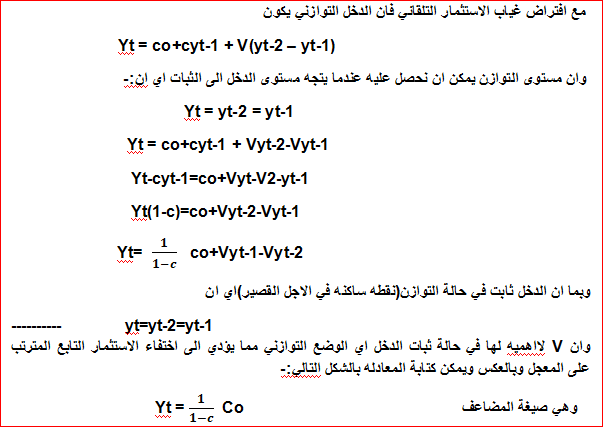 مع افتراض غياب الاستثمار التلقائي فان الدخل التوازني يكون
Yt = co+cyt-1 + V(yt-2 – yt-1)
وان مستوى التوازن يمكن ان نحصل عليه عندما يتجه مستوى الدخل الى الثبات اي ان:-
Yt = yt-2 = yt-1
Yt = co+cyt-1 + Vyt-2-Vyt-1
Yt-cyt-1=co+Vyt-V2-yt-1
Yt(1-c)=co+Vyt-2-Vyt-1
Yt= 1/1−c co+Vyt-1-Vyt-2
وبما ان الدخل ثابت في حالة التوازن(نقطه ساكنه في الاجل القصير)اي ان
yt=yt-2=yt-1 ----------
وان V لااهميه لها في حالة ثبات الدخل اي الوضع التوازني مما يؤدي الى اختفاء الاستثمار التابع المترتب
على المعجل وبالعكس ويمكن كتابة المعادله بالشكل التالي:-
Yt = 1/1−c Co وهي صيغة المضاعف